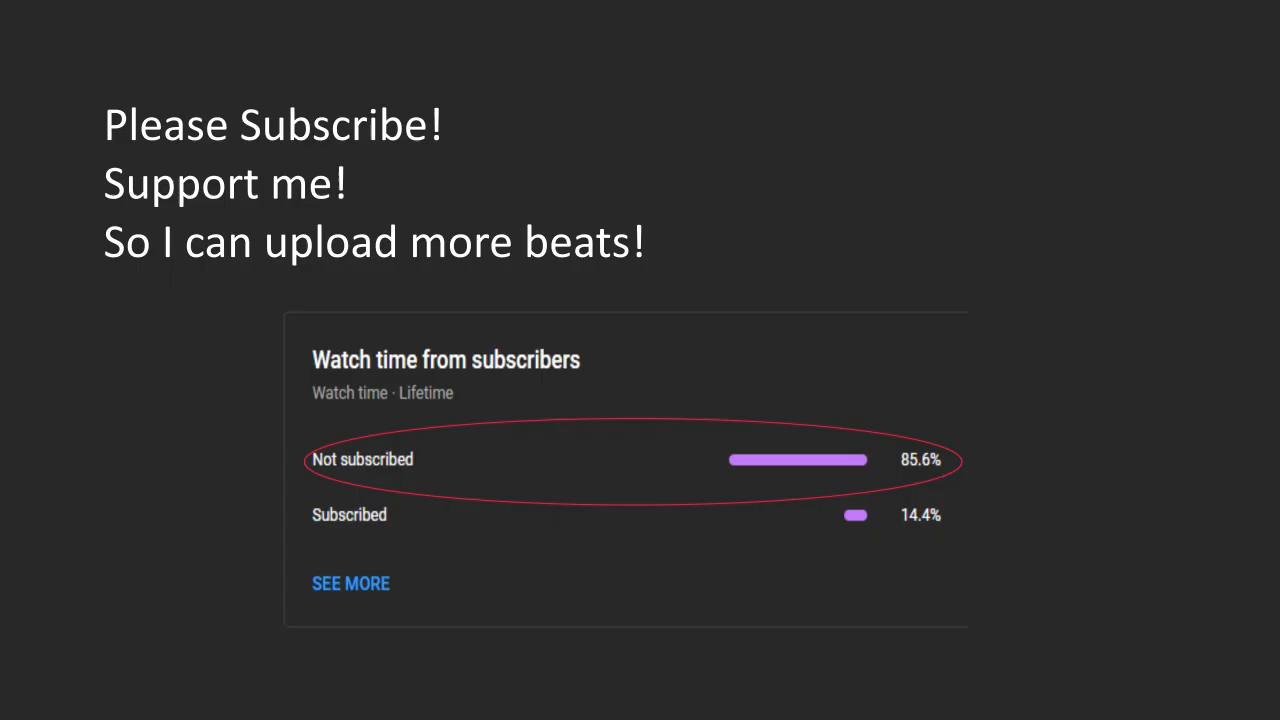 Please Subscribe!
Support me!
So I can upload more beats!
Watch time from subscribers
Watch time · Lifetime
Not subscribed 85.6%
Subscribed 14.4%
SEE MORE